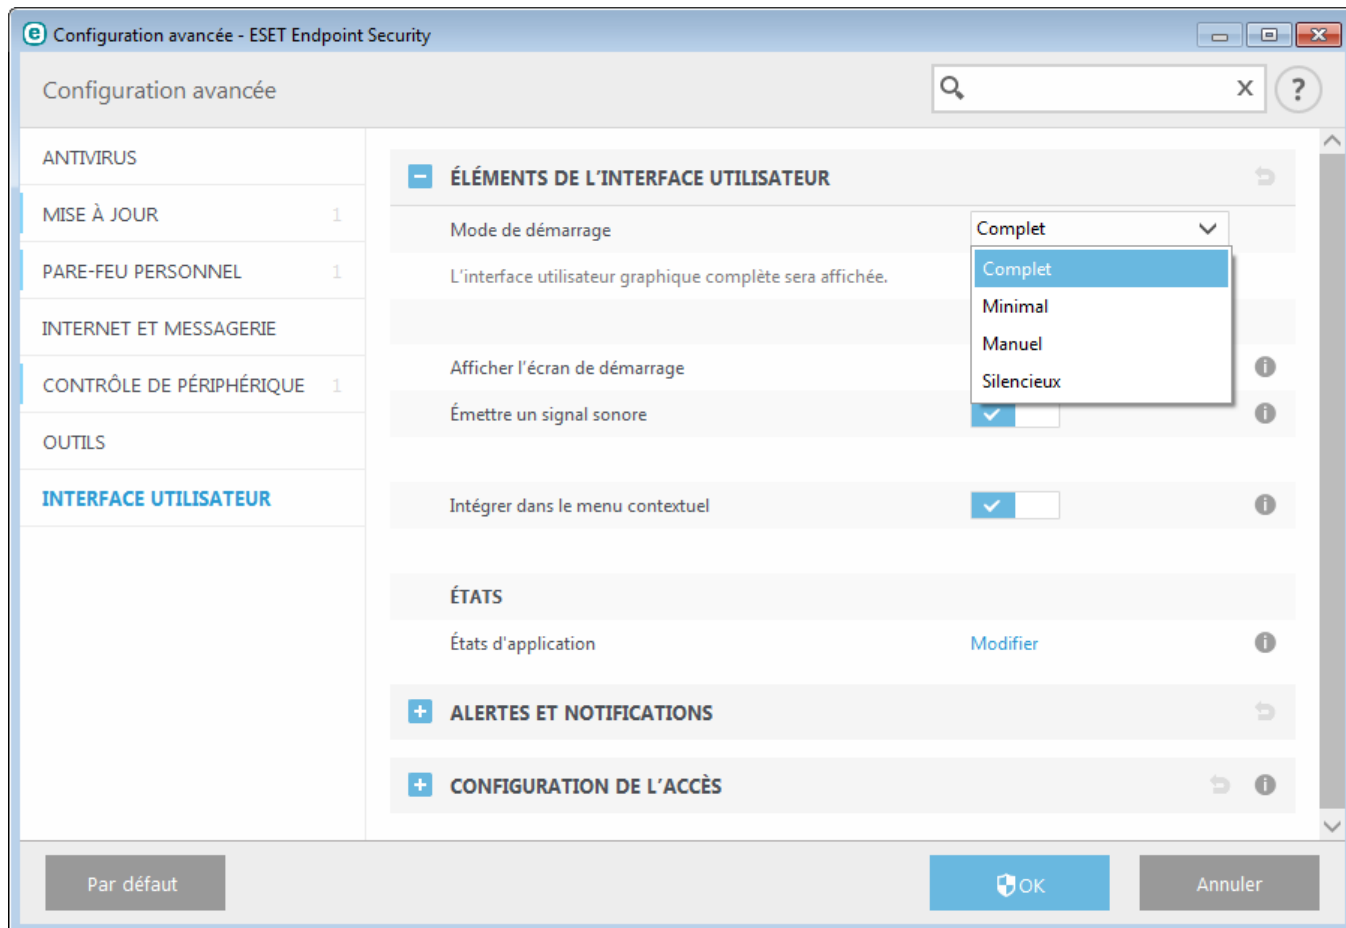 Configuration avancée - ESET Endpoint Security
Configuration avancée
ANTIVIRUS
MISE À JOUR 1
PARE-FEU PERSONNEL 1
INTERNET ET MESSAGERIE
CONTRÔLE DE PÉRIPHÉRIQUE 1
OUTILS
INTERFACE UTILISATEUR
ÉLÉMENTS DE L'INTERFACE UTILISATEUR
Mode de démarrage Complet
L'interface utilisateur graphique complète sera affichée.
Complet
Minimal
Manuel
Silencieux
Afficher l'écran de démarrage
Émettre un signal sonore
Intégrer dans le menu contextuel
ÉTATS
États d'application Modifier
ALERTES ET NOTIFICATIONS
CONFIGURATION DE L'ACCÈS
Par défaut
OK
Annuler